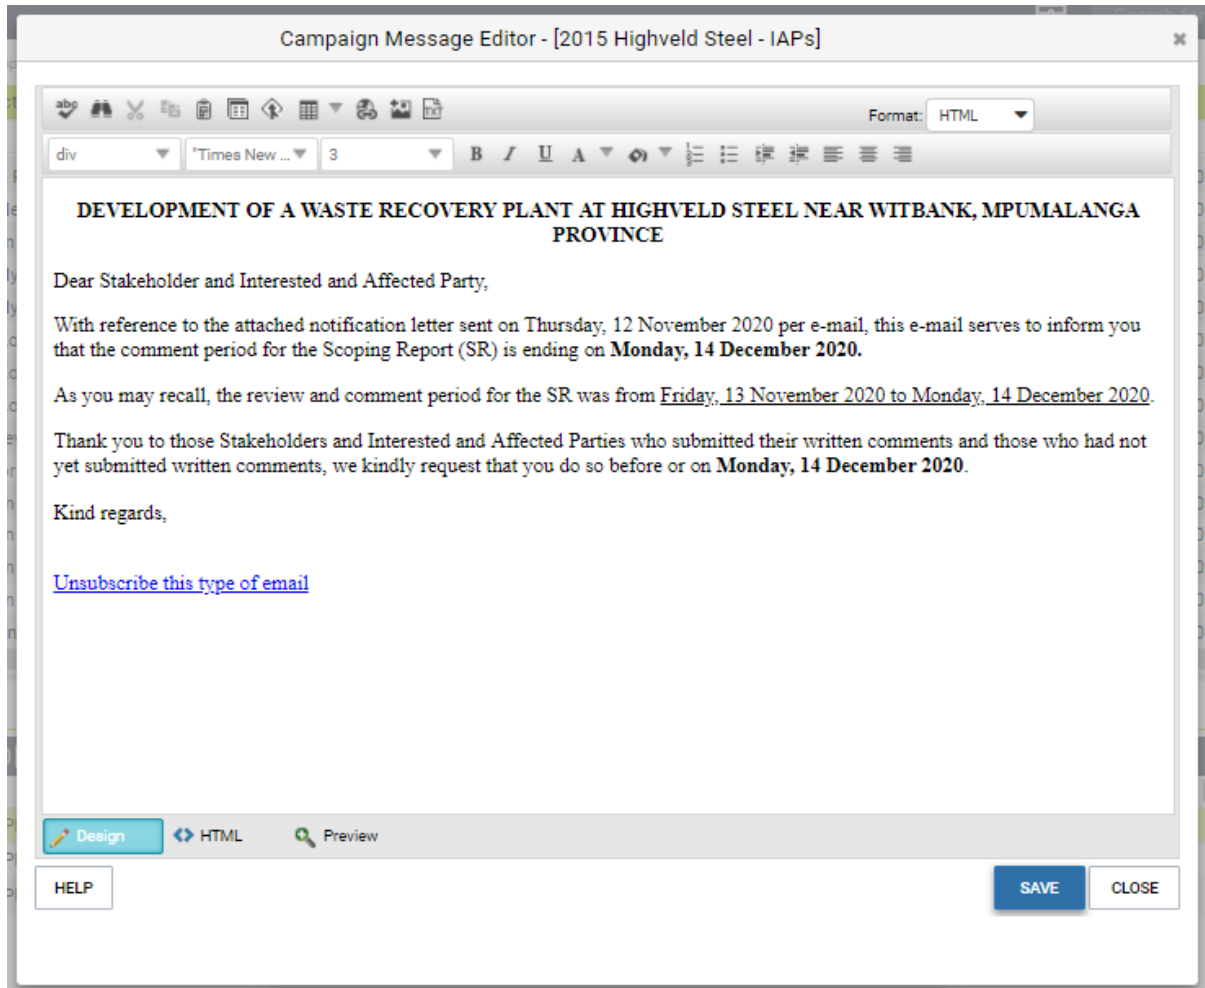 Campaign Message Editor - [2015 Highveld Steel - IAPs]
Format: HTML
div "Times New ... 3 B I U A
DEVELOPMENT OF A WASTE RECOVERY PLANT AT HIGHVELD STEEL NEAR WITBANK, MPUMALANGA
PROVINCE
Dear Stakeholder and Interested and Affected Party,
With reference to the attached notification letter sent on Thursday, 12 November 2020 per e-mail, this e-mail serves to inform you
that the comment period for the Scoping Report (SR) is ending on Monday, 14 December 2020.
As you may recall, the review and comment period for the SR was from Friday, 13 November 2020 to Monday, 14 December 2020.
Thank you to those Stakeholders and Interested and Affected Parties who submitted their written comments and those who had not
yet submitted written comments, we kindly request that you do so before or on Monday, 14 December 2020.
Kind regards,
Unsubscribe this type of email
Design HTML Preview
HELP SAVE CLOSE